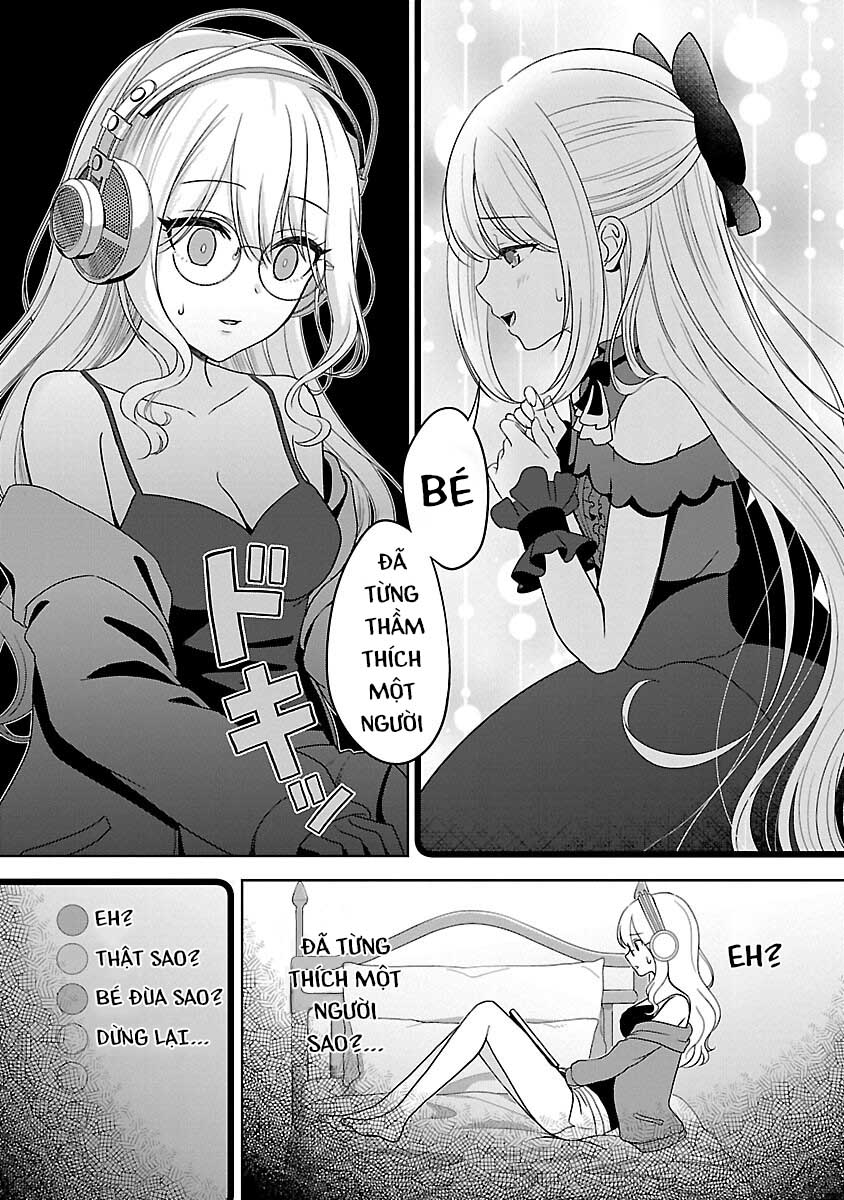 BÉ
ĐÃ
TỪNG
THẦM
THÍCH
MỘT
NGƯỜI
ドキッ
EH?
THẬT SAO?
BÉ ĐÙA SAO?
DỪNG LẠI...
ĐÃ TỪNG
THÍCH MỘT
NGƯỜI
SAO?...
EH?